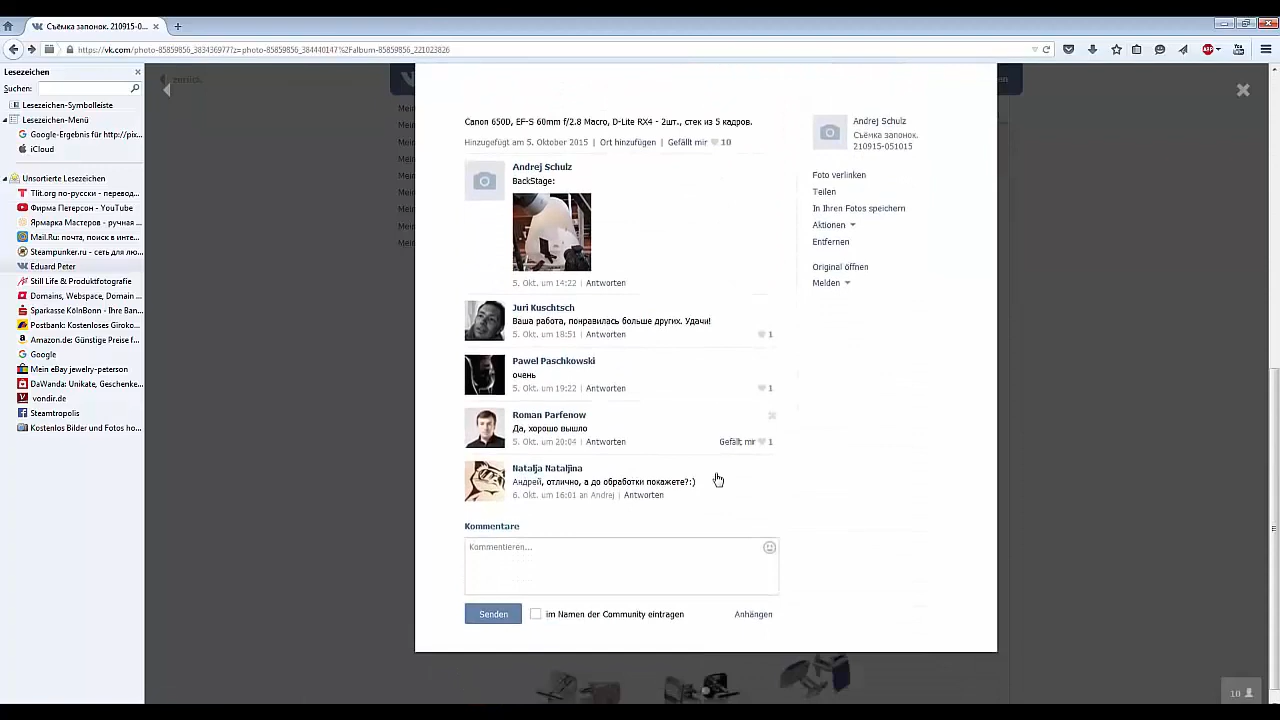 Съёмка запонок. 210915-0...
https://vk.com/photo-85859856_383436977?z=photo-85859856_384440147%2Falbum-85859856_221023826
Lesezeichen
Suchen:
Lesezeichen-Symbolleiste
Lesezeichen-Menü
Google-Ergebnis für http://pix...
iCloud
Unsortierte Lesezeichen
Tlit.org по-русски - перевод...
Фирма Петерсон - YouTube
Ярмарка Мастеров - ручная ...
Mail.Ru: почта, поиск в инте...
Steampunker.ru - сеть для лю...
Eduard Peter
Still Life & Produktfotografie
Domains, Webspace, Domain ...
Sparkasse KölnBonn - Ihre Ban...
Postbank: Kostenloses Giroko...
Amazon.de: Günstige Preise f...
Google
Mein eBay jewelry-peterson
DaWanda: Unikate, Geschenke...
vondir.de
Steamtropolis
Kostenlos Bilder und Fotos ho...
zurück
Canon 650D, EF-S 60mm f/2.8 Macro, D-Lite RX4 - 2шт., стек из 5 кадров.
Hinzugefügt am 5. Oktober 2015 | Ort hinzufügen | Gefällt mir 10
Andrej Schulz
BackStage:
5. Okt. um 14:22 | Antworten
Juri Kuschtsch
Ваша работа, понравилась больше других. Удачи!
5. Okt. um 18:51 | Antworten 1
Pawel Paschkowski
очень
5. Okt. um 19:22 | Antworten 1
Roman Parfenow
Да, хорошо вышло
5. Okt. um 20:04 | Antworten Gefällt mir 1
Natalja Nataljina
Андрей, отлично, а до обработки покажете?:)
6. Okt. um 16:01 an Andrej | Antworten
Kommentare
Kommentieren...
Senden im Namen der Community eintragen Anhängen
Andrej Schulz
Съёмка запонок.
210915-051015
Foto verlinken
Teilen
In Ihren Fotos speichern
Aktionen
Entfernen
Original öffnen
Melden
10